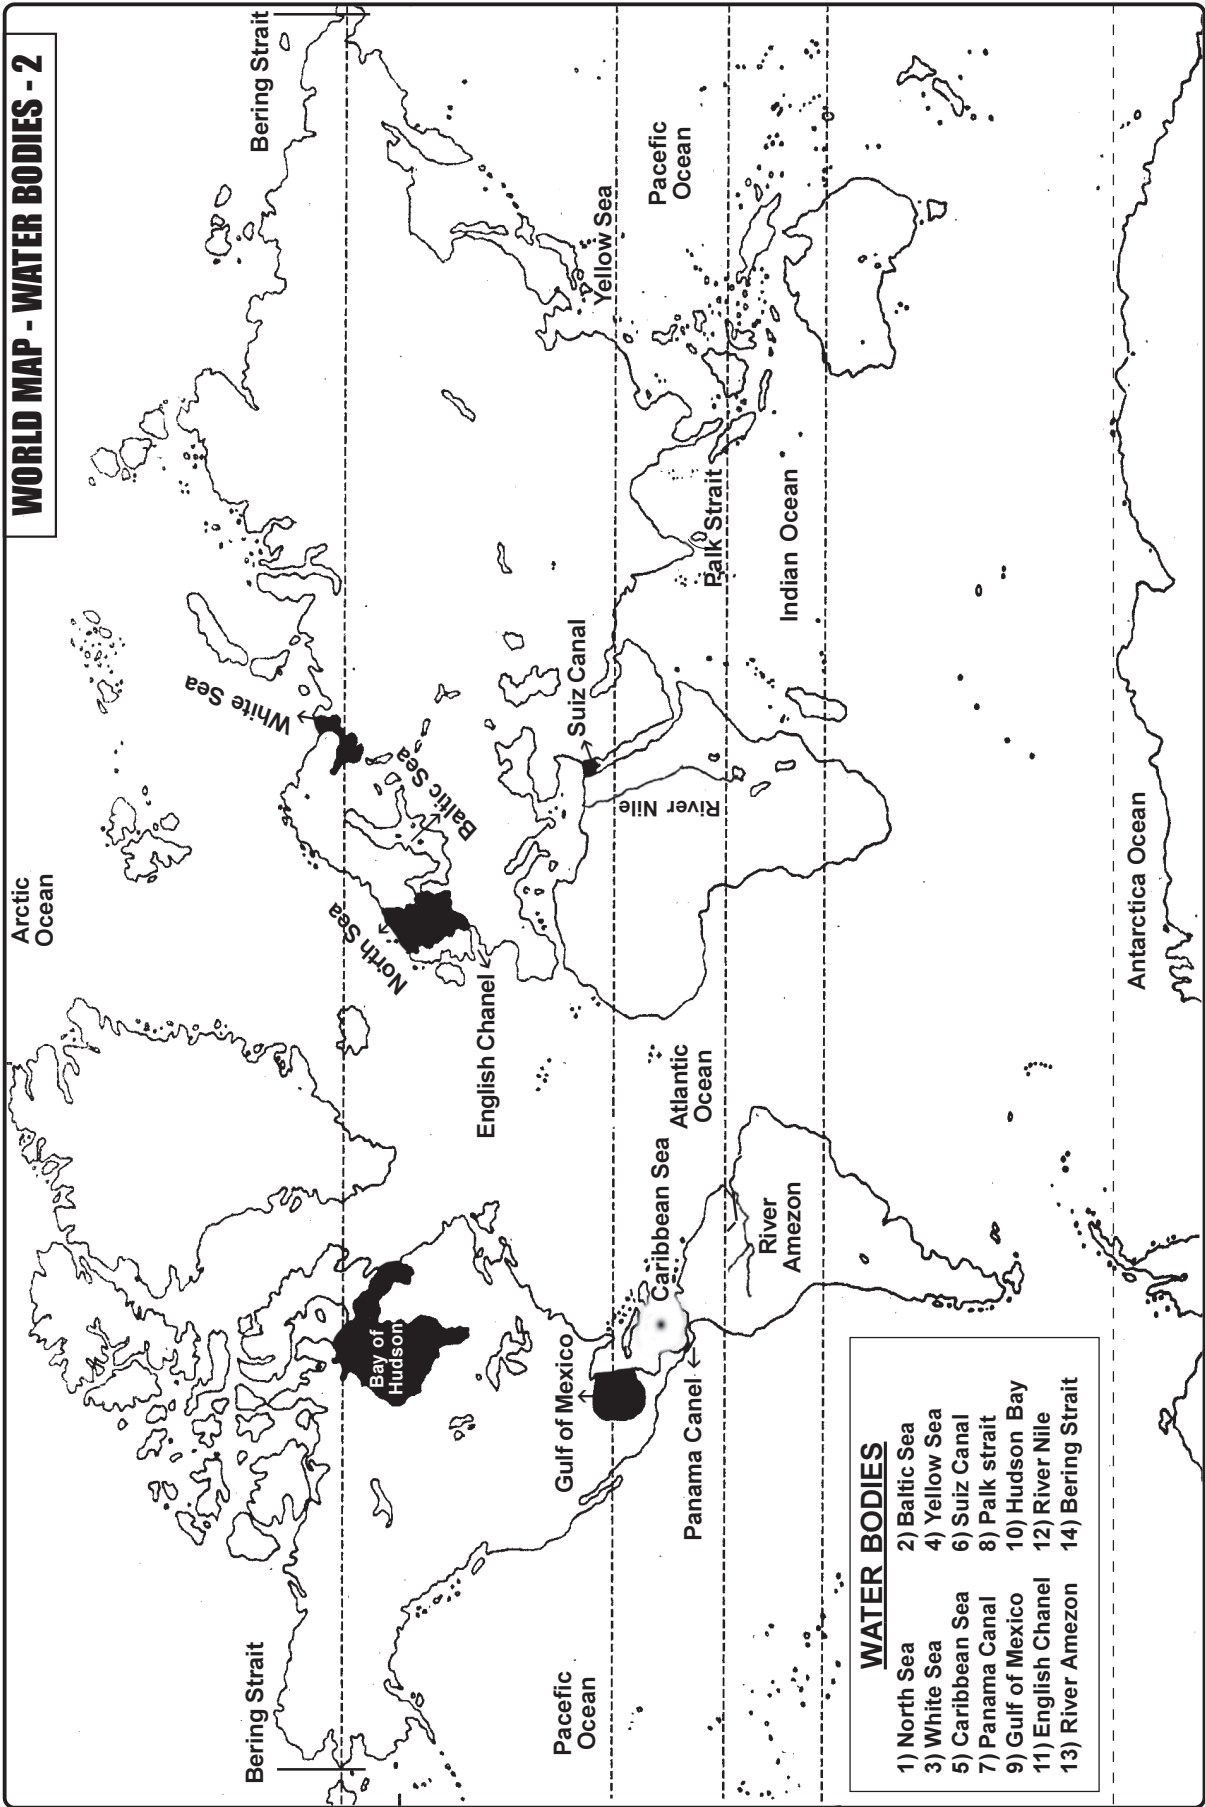 WORLD MAP - WATER BODIES - 2
Arctic
Ocean
Bering Strait
Bering Strait
White Sea
Baltic Sea
North Sea
English Chanel
Bay of
Hudson
Gulf of Mexico
Suiz Canal
Yellow Sea
Pacefic
Ocean
Pacefic
Ocean
Atlantic
Ocean
Caribbean Sea
Panama Canel
River Nile
Palk Strait
River
Amezon
Indian Ocean
Antarctica Ocean
WATER BODIES
1) North Sea 2) Baltic Sea
3) White Sea 4) Yellow Sea
5) Caribbean Sea 6) Suiz Canal
7) Panama Canal 8) Palk strait
9) Gulf of Mexico 10) Hudson Bay
11) English Chanel 12) River Nile
13) River Amezon 14) Bering Strait